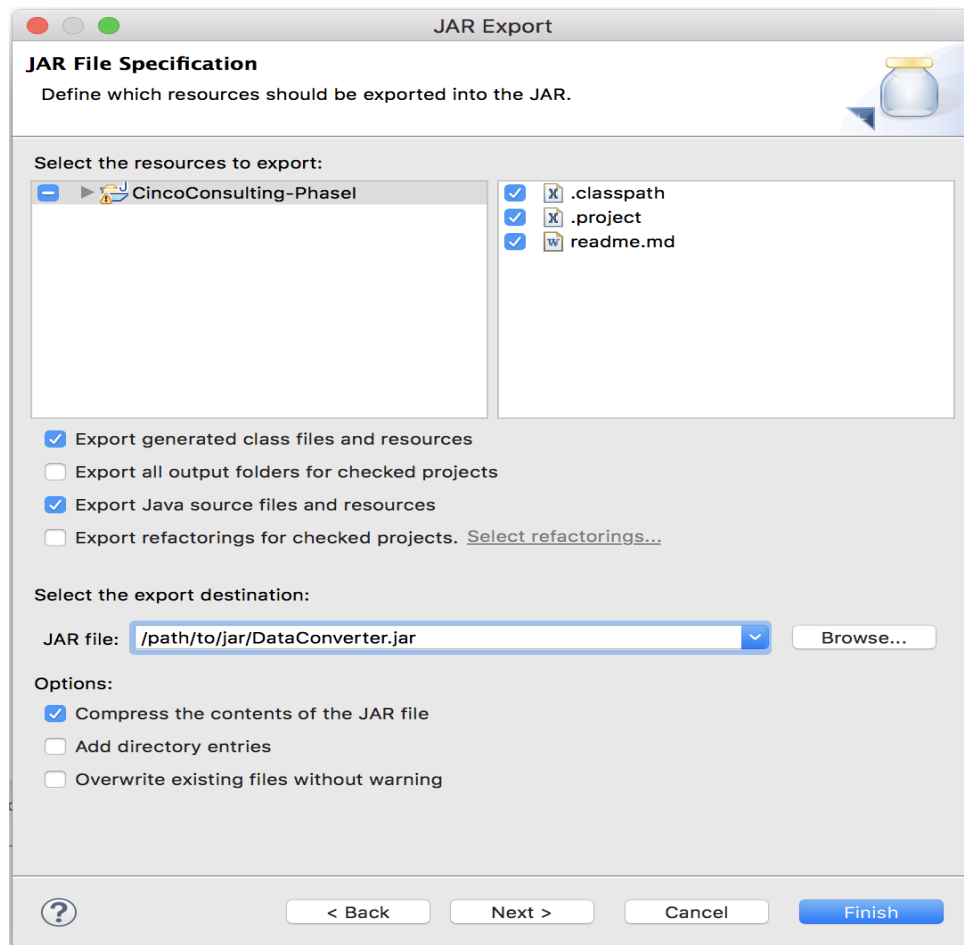 JAR Export
JAR File Specification
Define which resources should be exported into the JAR.
Select the resources to export:
CincoConsulting-PhaseI
.classpath
.project
readme.md
Export generated class files and resources
Export all output folders for checked projects
Export Java source files and resources
Export refactorings for checked projects. Select refactorings...
Select the export destination:
JAR file: /path/to/jar/DataConverter.jar Browse...
Options:
Compress the contents of the JAR file
Add directory entries
Overwrite existing files without warning
? < Back Next > Cancel Finish